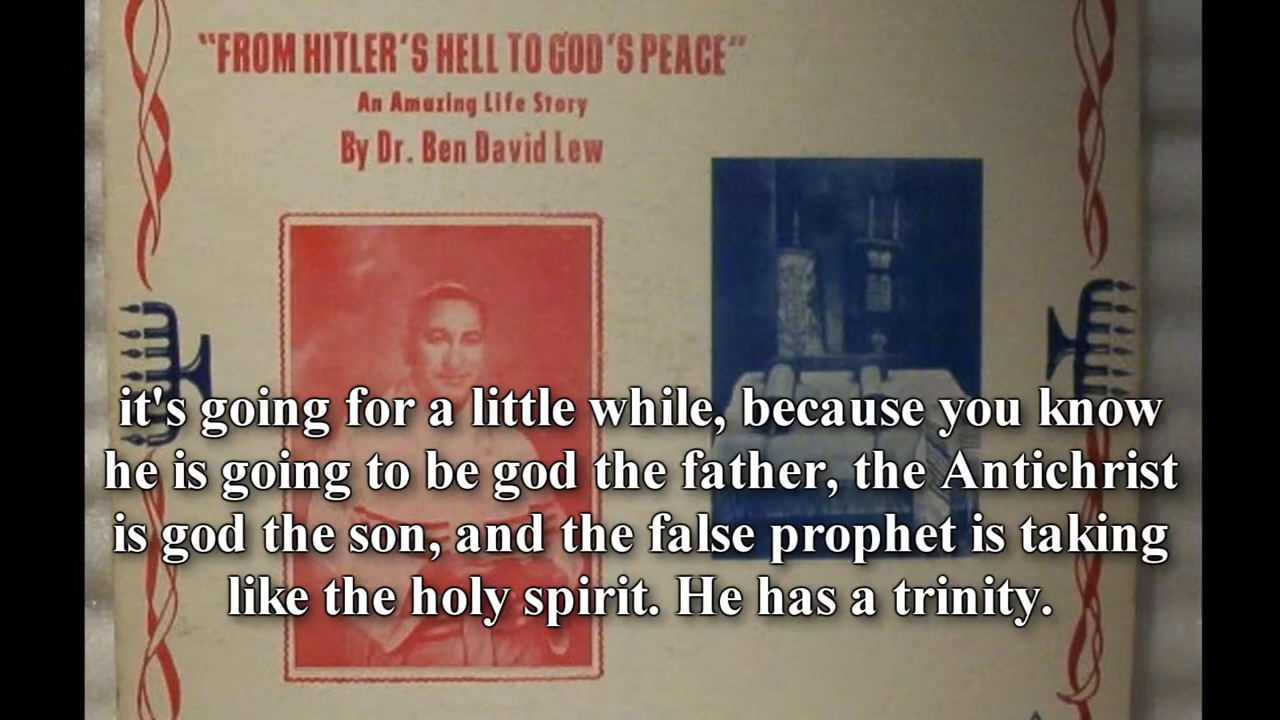 "FROM HITLER'S HELL TO GOD'S PEACE"
An Amazing Life Story
By Dr. Ben David Lew
it's going for a little while, because you know
he is going to be god the father, the Antichrist
is god the son, and the false prophet is taking
like the holy spirit. He has a trinity.